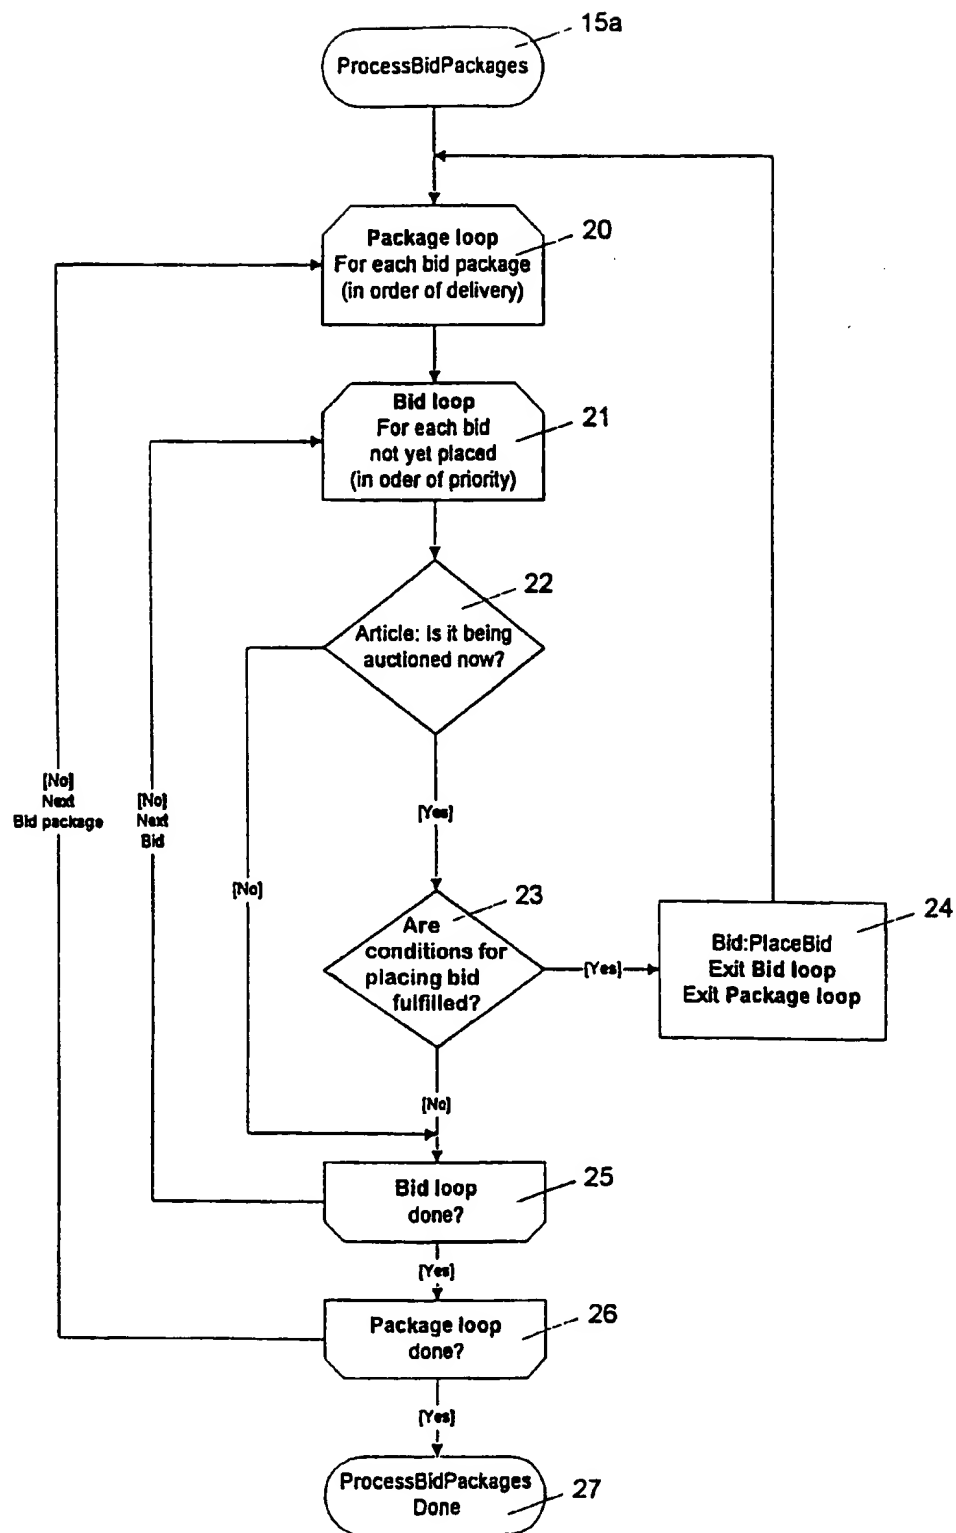 15a
ProcessBidPackages
20
Package loop
For each bid package
(in order of delivery)
21
Bid loop
For each bid
not yet placed
(in oder of priority)
22
Article: Is it being
auctioned now?
[No]
Next
Bid package
[No]
Next
Bid
[Yes]
[No]
23
Are
conditions for
placing bid
fulfilled?
[Yes]
24
Bid:PlaceBid
Exit Bid loop
Exit Package loop
[No]
25
Bid loop
done?
[Yes]
26
Package loop
done?
[Yes]
ProcessBidPackages
Done
27